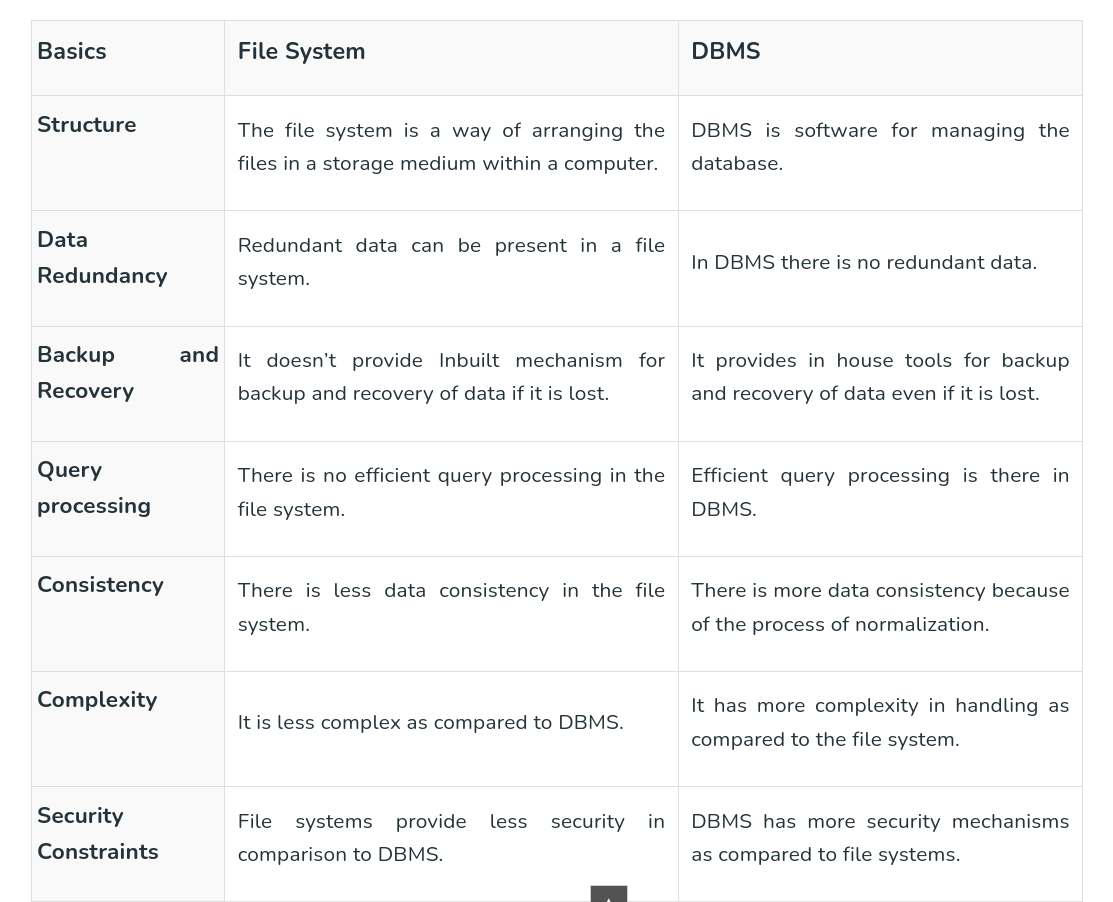 Basics
File System
DBMS
Structure
The file system is a way of arranging the
files in a storage medium within a computer.
DBMS is software for managing the
database.
Data
Redundancy
Redundant data can be present in a file
system.
In DBMS there is no redundant data.
Backup and
Recovery
It doesn’t provide Inbuilt mechanism for
backup and recovery of data if it is lost.
It provides in house tools for backup
and recovery of data even if it is lost.
Query
processing
There is no efficient query processing in the
file system.
Efficient query processing is there in
DBMS.
Consistency
There is less data consistency in the file
system.
There is more data consistency because
of the process of normalization.
Complexity
It is less complex as compared to DBMS.
It has more complexity in handling as
compared to the file system.
Security
Constraints
File systems provide less security in
comparison to DBMS.
DBMS has more security mechanisms
as compared to file systems.